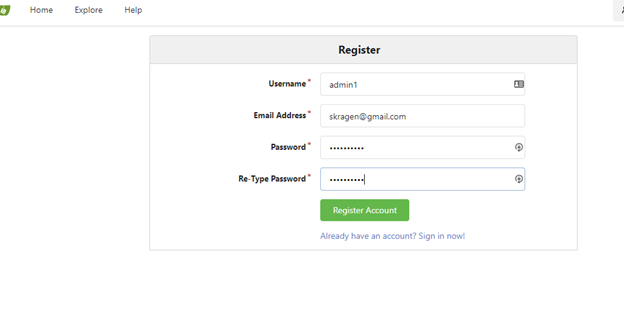 Home Explore Help
Register
Username*
admin1
Email Address*
skragen@gmail.com
Password*
••••••••••
Re-Type Password*
••••••••••
Register Account
Already have an account? Sign in now!